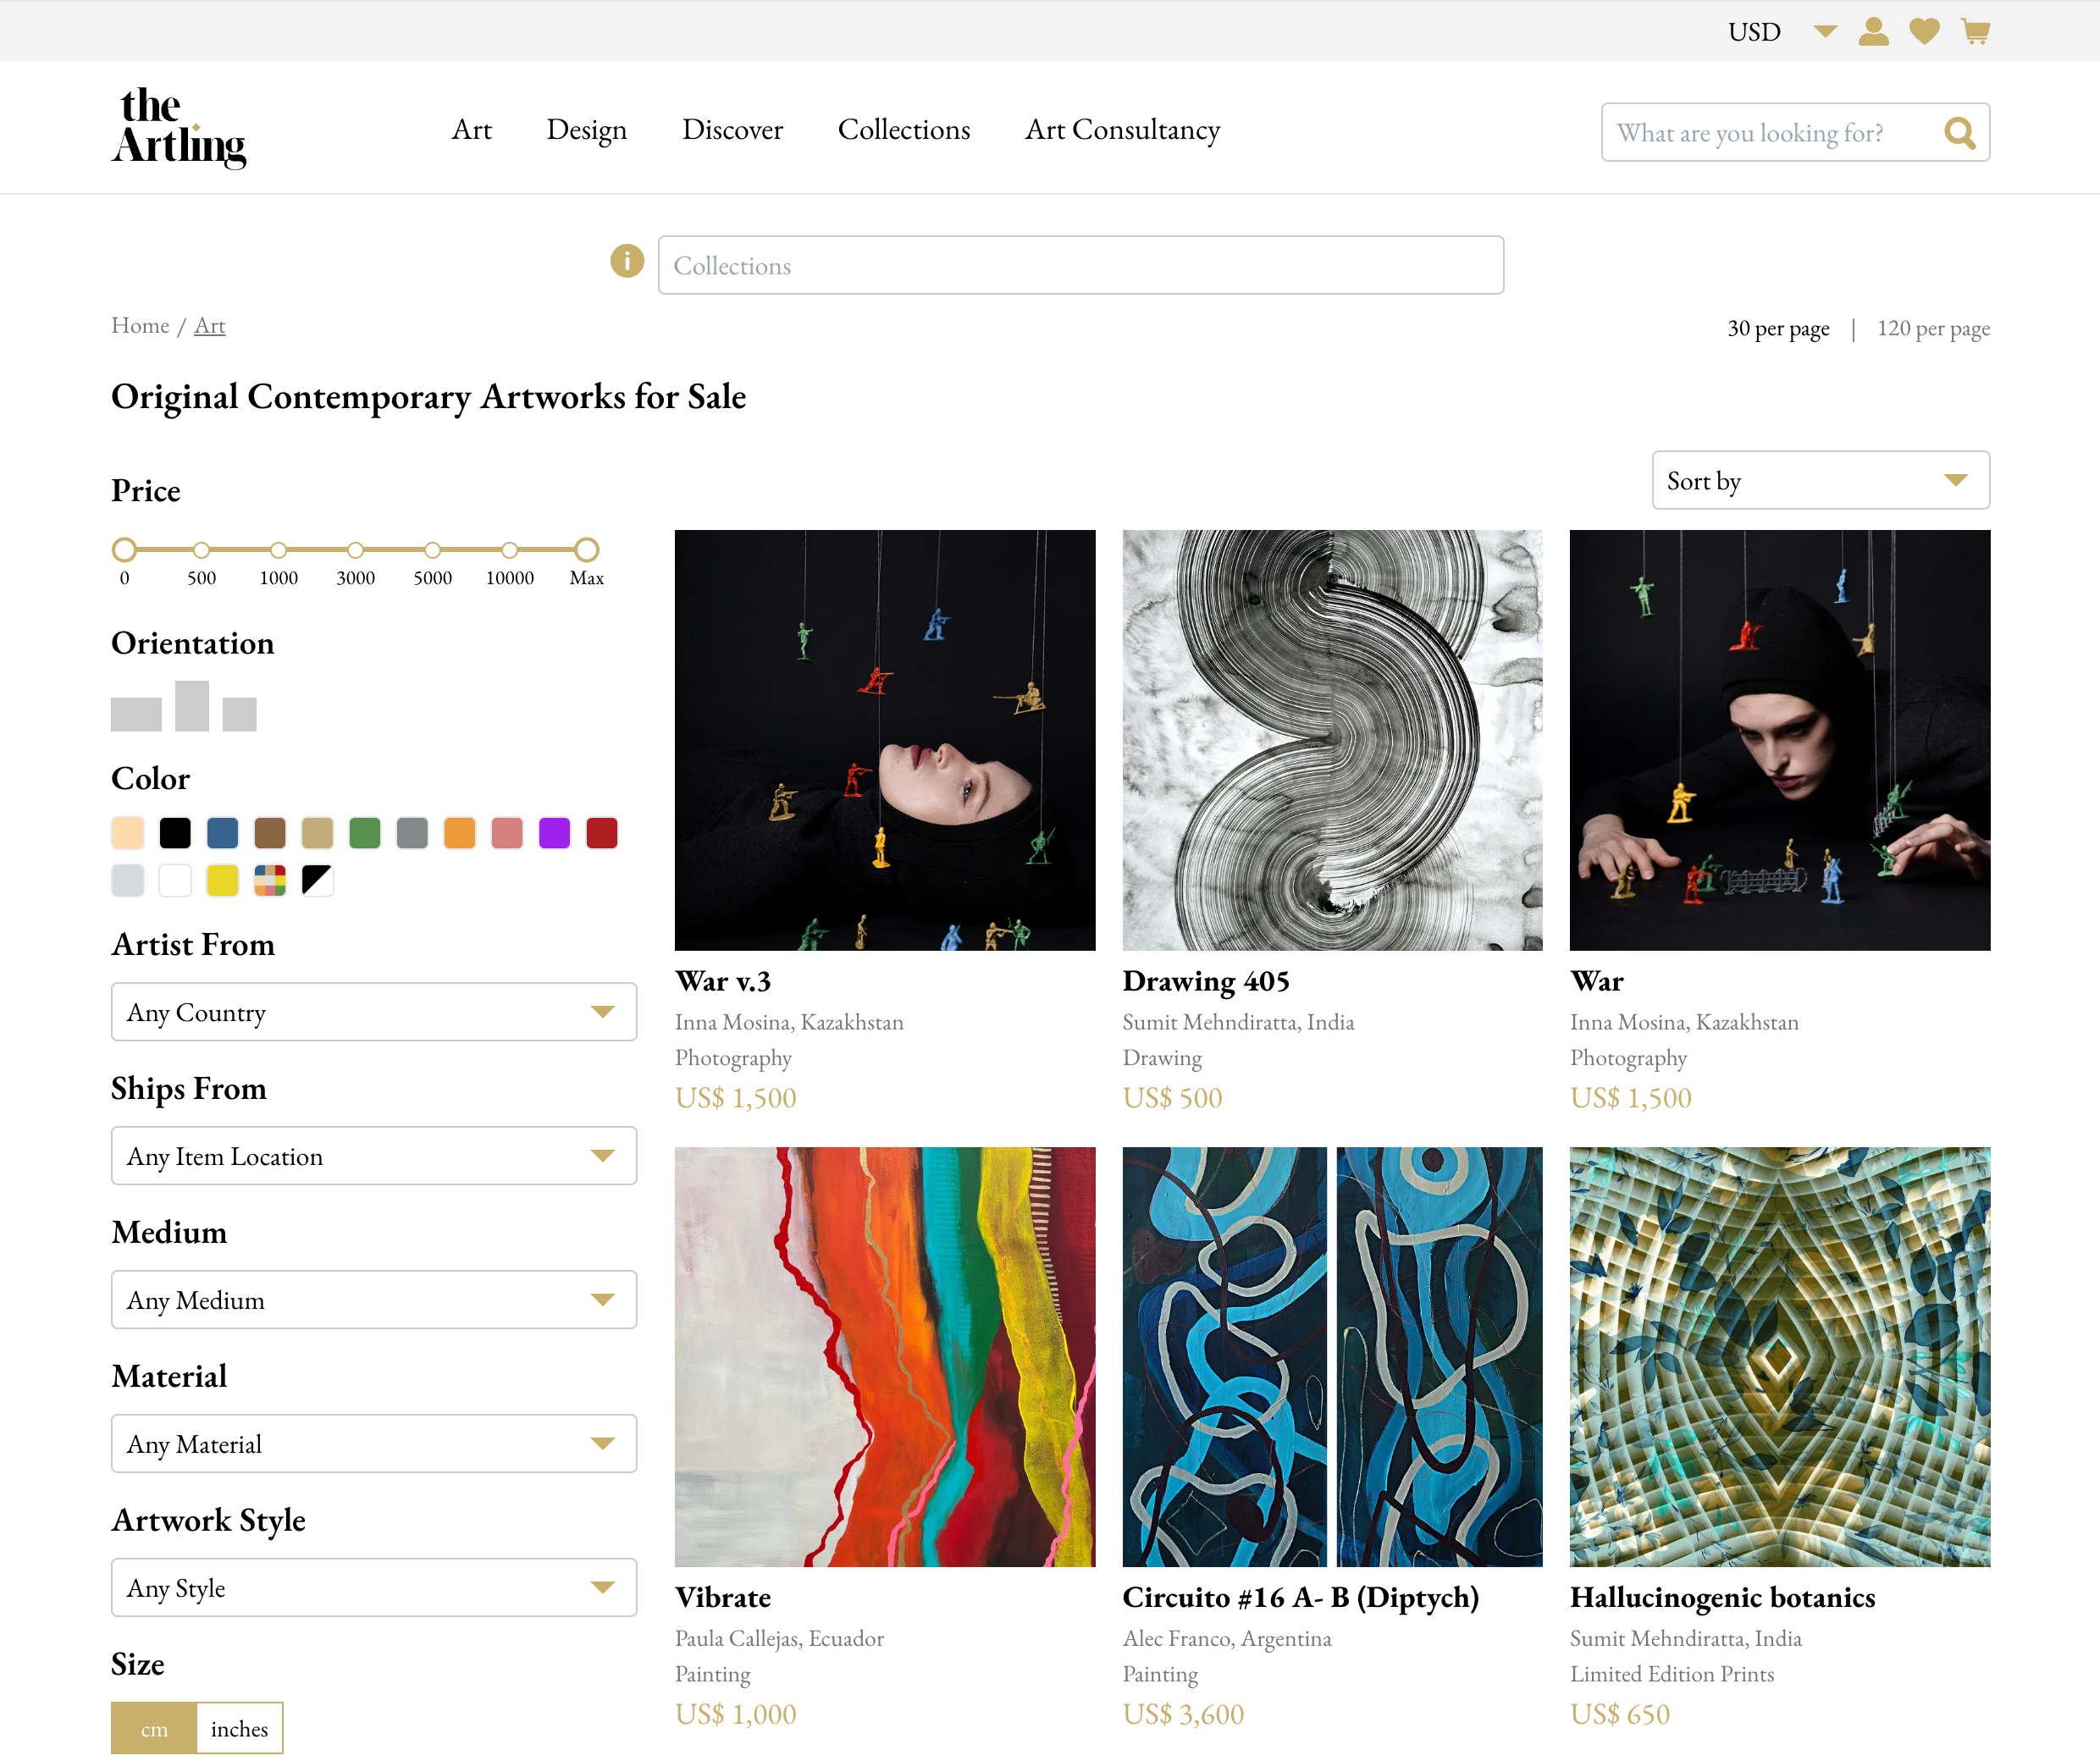 USD
the
Artling
Art
Design
Discover
Collections
Art Consultancy
What are you looking for?
i
Collections
Home / Art
30 per page | 120 per page
Original Contemporary Artworks for Sale
Sort by
Price
0 500 1000 3000 5000 10000 Max
Orientation
Color
Artist From
Any Country
Ships From
Any Item Location
Medium
Any Medium
Material
Any Material
Artwork Style
Any Style
Size
cm
inches
War v.3
Inna Mosina, Kazakhstan
Photography
US$ 1,500
Drawing 405
Sumit Mehndiratta, India
Drawing
US$ 500
War
Inna Mosina, Kazakhstan
Photography
US$ 1,500
Vibrate
Paula Callejas, Ecuador
Painting
US$ 1,000
Circuito #16 A- B (Diptych)
Alec Franco, Argentina
Painting
US$ 3,600
Hallucinogenic botanics
Sumit Mehndiratta, India
Limited Edition Prints
US$ 650